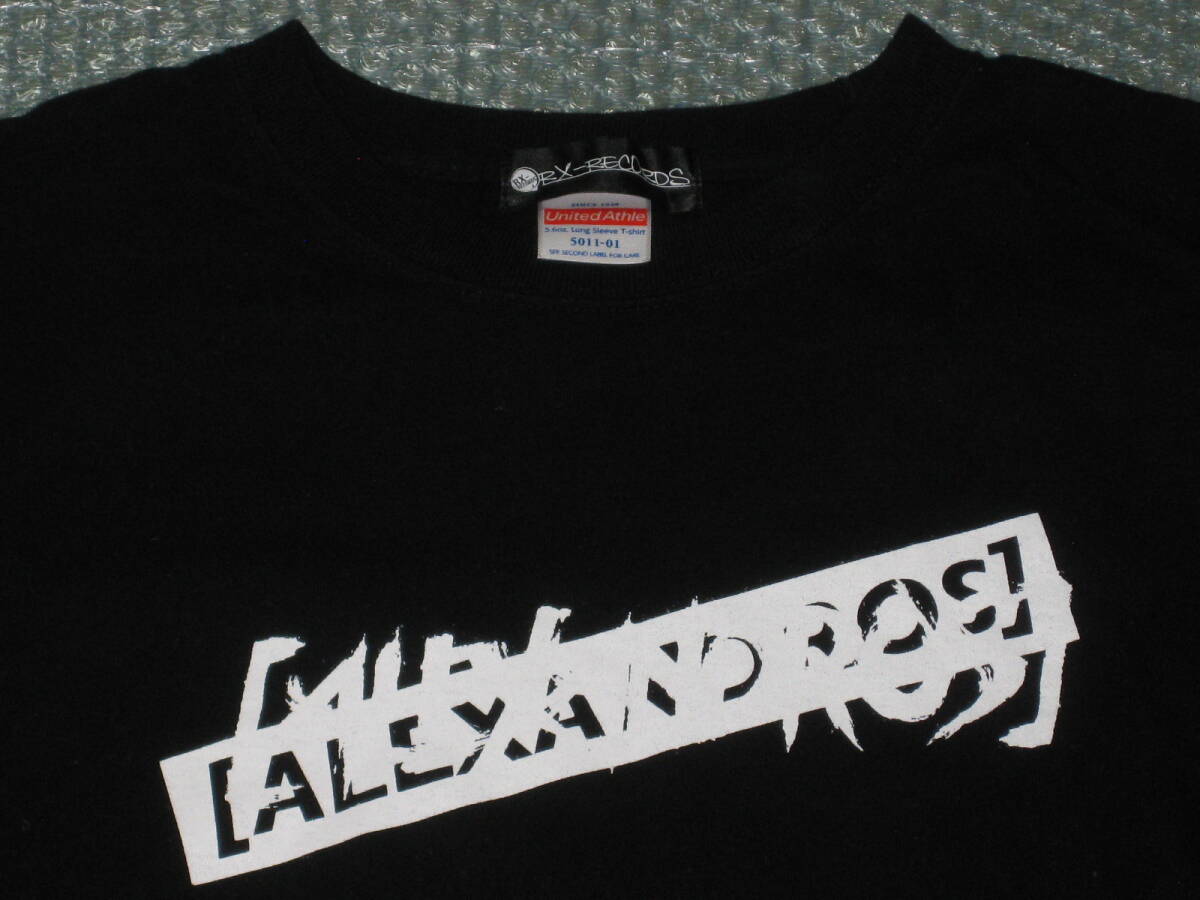 RX-RECORDS
SINCE 1949
United Athle
5.6oz. Long Sleeve T-shirt
5011-01
SEE SECOND LABEL FOR CARE
[ALEXANDROS]
[ALEXANDROS]